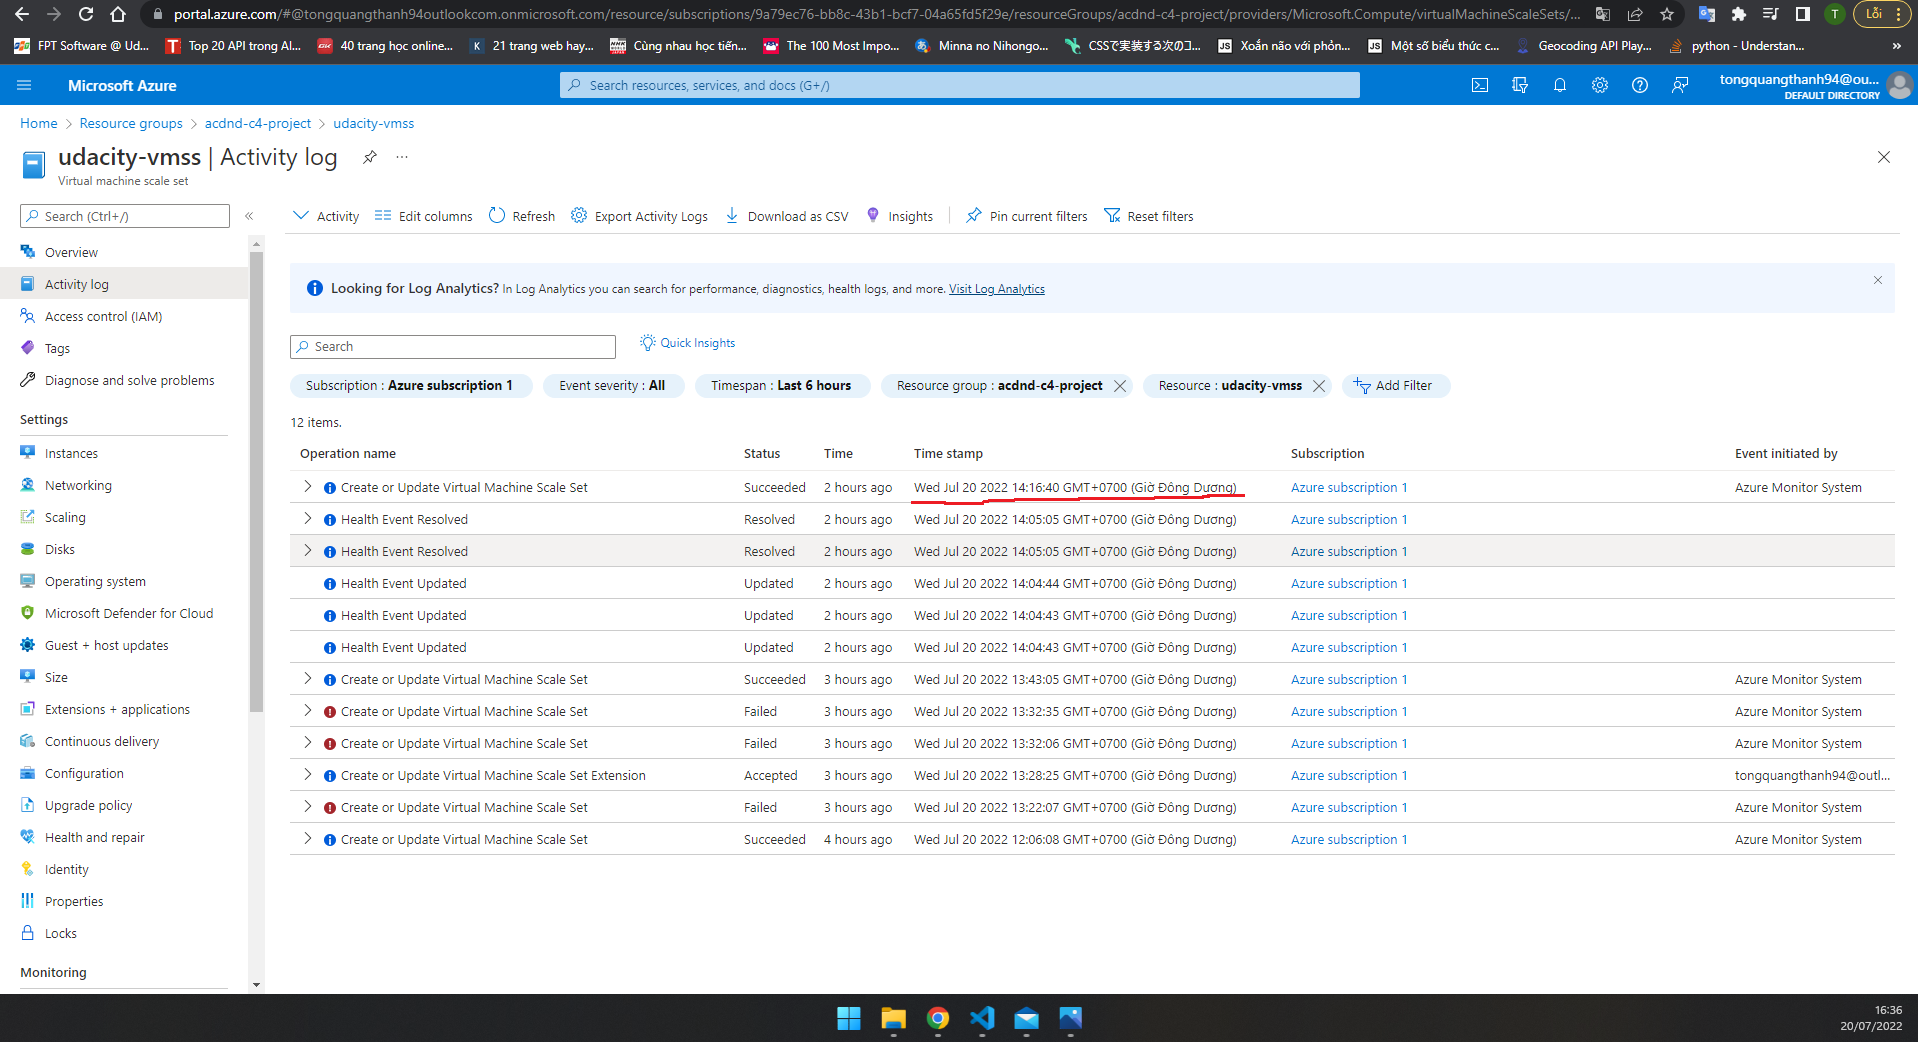 portal.azure.com/#@tongquangthanh94outlookcom.onmicrosoft.com/resource/subscriptions/9a79ec76-bb8c-43b1-bcf7-04a65fd5f29e/resourceGroups/acdnd-c4-project/providers/Microsoft.Compute/virtualMachineScaleSets/... T Lỗi
FPT Software @ Ud... Top 20 API trong AI... 40 trang học online... 21 trang web hay... Cùng nhau học tiến... The 100 Most Impo... Minna no Nihongo... CSSで実装する次のコ... Xoắn não với phỏn... Một số biểu thức c... Geocoding API Play... python - Understan... »
Microsoft Azure
Search resources, services, and docs (G+/)
tongquangthanh94@ou...
DEFAULT DIRECTORY
Home > Resource groups > acdnd-c4-project > udacity-vmss
udacity-vmss | Activity log ...
Virtual machine scale set
Search (Ctrl+/) «
Activity Edit columns Refresh Export Activity Logs Download as CSV Insights Pin current filters Reset filters
Overview
Activity log
Access control (IAM)
Tags
Diagnose and solve problems
Settings
Instances
Networking
Scaling
Disks
Operating system
Microsoft Defender for Cloud
Guest + host updates
Size
Extensions + applications
Continuous delivery
Configuration
Upgrade policy
Health and repair
Identity
Properties
Locks
Monitoring
Looking for Log Analytics? In Log Analytics you can search for performance, diagnostics, health logs, and more. Visit Log Analytics
Search
Quick Insights
Subscription : Azure subscription 1 Event severity : All Timespan : Last 6 hours Resource group : acdnd-c4-project Resource : udacity-vmss Add Filter
12 items.
Operation name Status Time Time stamp Subscription Event initiated by
Create or Update Virtual Machine Scale Set Succeeded 2 hours ago Wed Jul 20 2022 14:16:40 GMT+0700 (Giờ Đông Dương) Azure subscription 1 Azure Monitor System
Health Event Resolved Resolved 2 hours ago Wed Jul 20 2022 14:05:05 GMT+0700 (Giờ Đông Dương) Azure subscription 1
Health Event Resolved Resolved 2 hours ago Wed Jul 20 2022 14:05:05 GMT+0700 (Giờ Đông Dương) Azure subscription 1
Health Event Updated Updated 2 hours ago Wed Jul 20 2022 14:04:44 GMT+0700 (Giờ Đông Dương) Azure subscription 1
Health Event Updated Updated 2 hours ago Wed Jul 20 2022 14:04:43 GMT+0700 (Giờ Đông Dương) Azure subscription 1
Health Event Updated Updated 2 hours ago Wed Jul 20 2022 14:04:43 GMT+0700 (Giờ Đông Dương) Azure subscription 1
Create or Update Virtual Machine Scale Set Succeeded 3 hours ago Wed Jul 20 2022 13:43:05 GMT+0700 (Giờ Đông Dương) Azure subscription 1 Azure Monitor System
Create or Update Virtual Machine Scale Set Failed 3 hours ago Wed Jul 20 2022 13:32:35 GMT+0700 (Giờ Đông Dương) Azure subscription 1 Azure Monitor System
Create or Update Virtual Machine Scale Set Failed 3 hours ago Wed Jul 20 2022 13:32:06 GMT+0700 (Giờ Đông Dương) Azure subscription 1 Azure Monitor System
Create or Update Virtual Machine Scale Set Extension Accepted 3 hours ago Wed Jul 20 2022 13:28:25 GMT+0700 (Giờ Đông Dương) Azure subscription 1 tongquangthanh94@outl...
Create or Update Virtual Machine Scale Set Failed 3 hours ago Wed Jul 20 2022 13:22:07 GMT+0700 (Giờ Đông Dương) Azure subscription 1 Azure Monitor System
Create or Update Virtual Machine Scale Set Succeeded 4 hours ago Wed Jul 20 2022 12:06:08 GMT+0700 (Giờ Đông Dương) Azure subscription 1 Azure Monitor System
16:36
20/07/2022